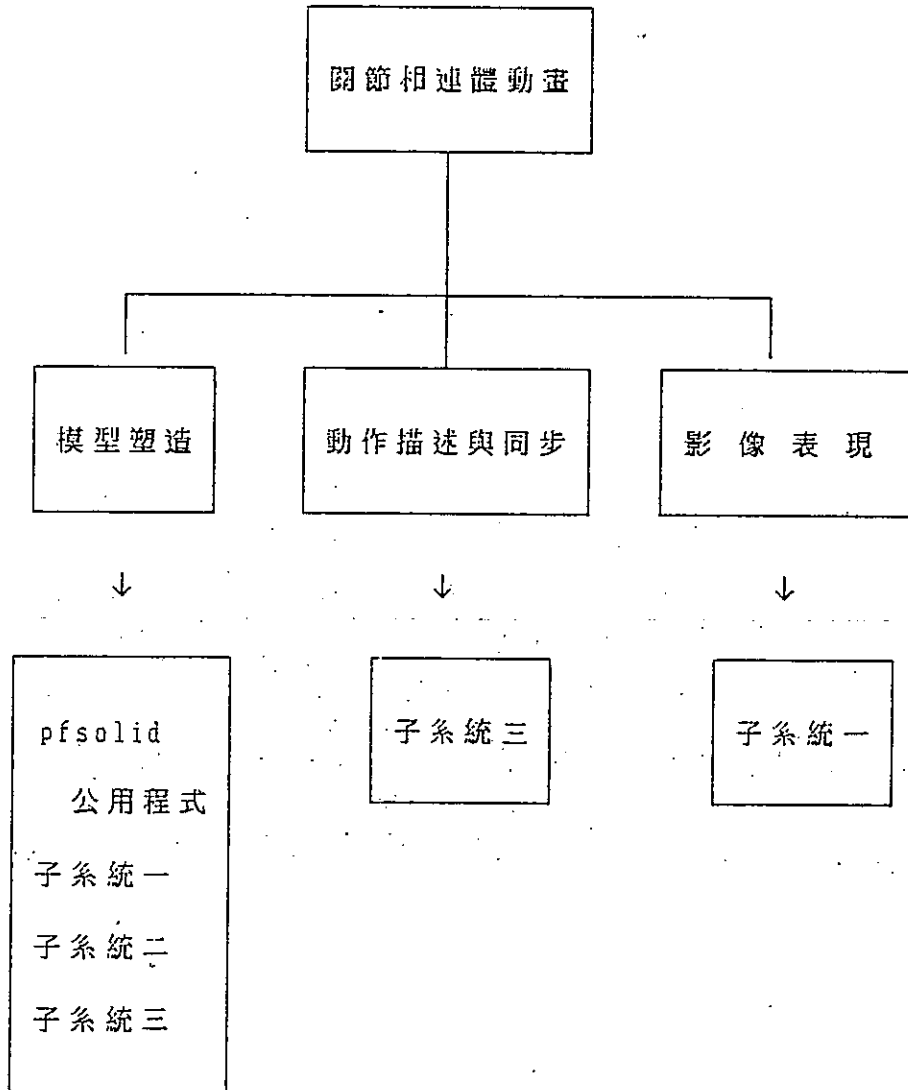 關節相連體動畫
模型塑造
動作描述與同步
影像表現
pfsolid
公用程式
子系統一
子系統二
子系統三
子系統三
子系統一